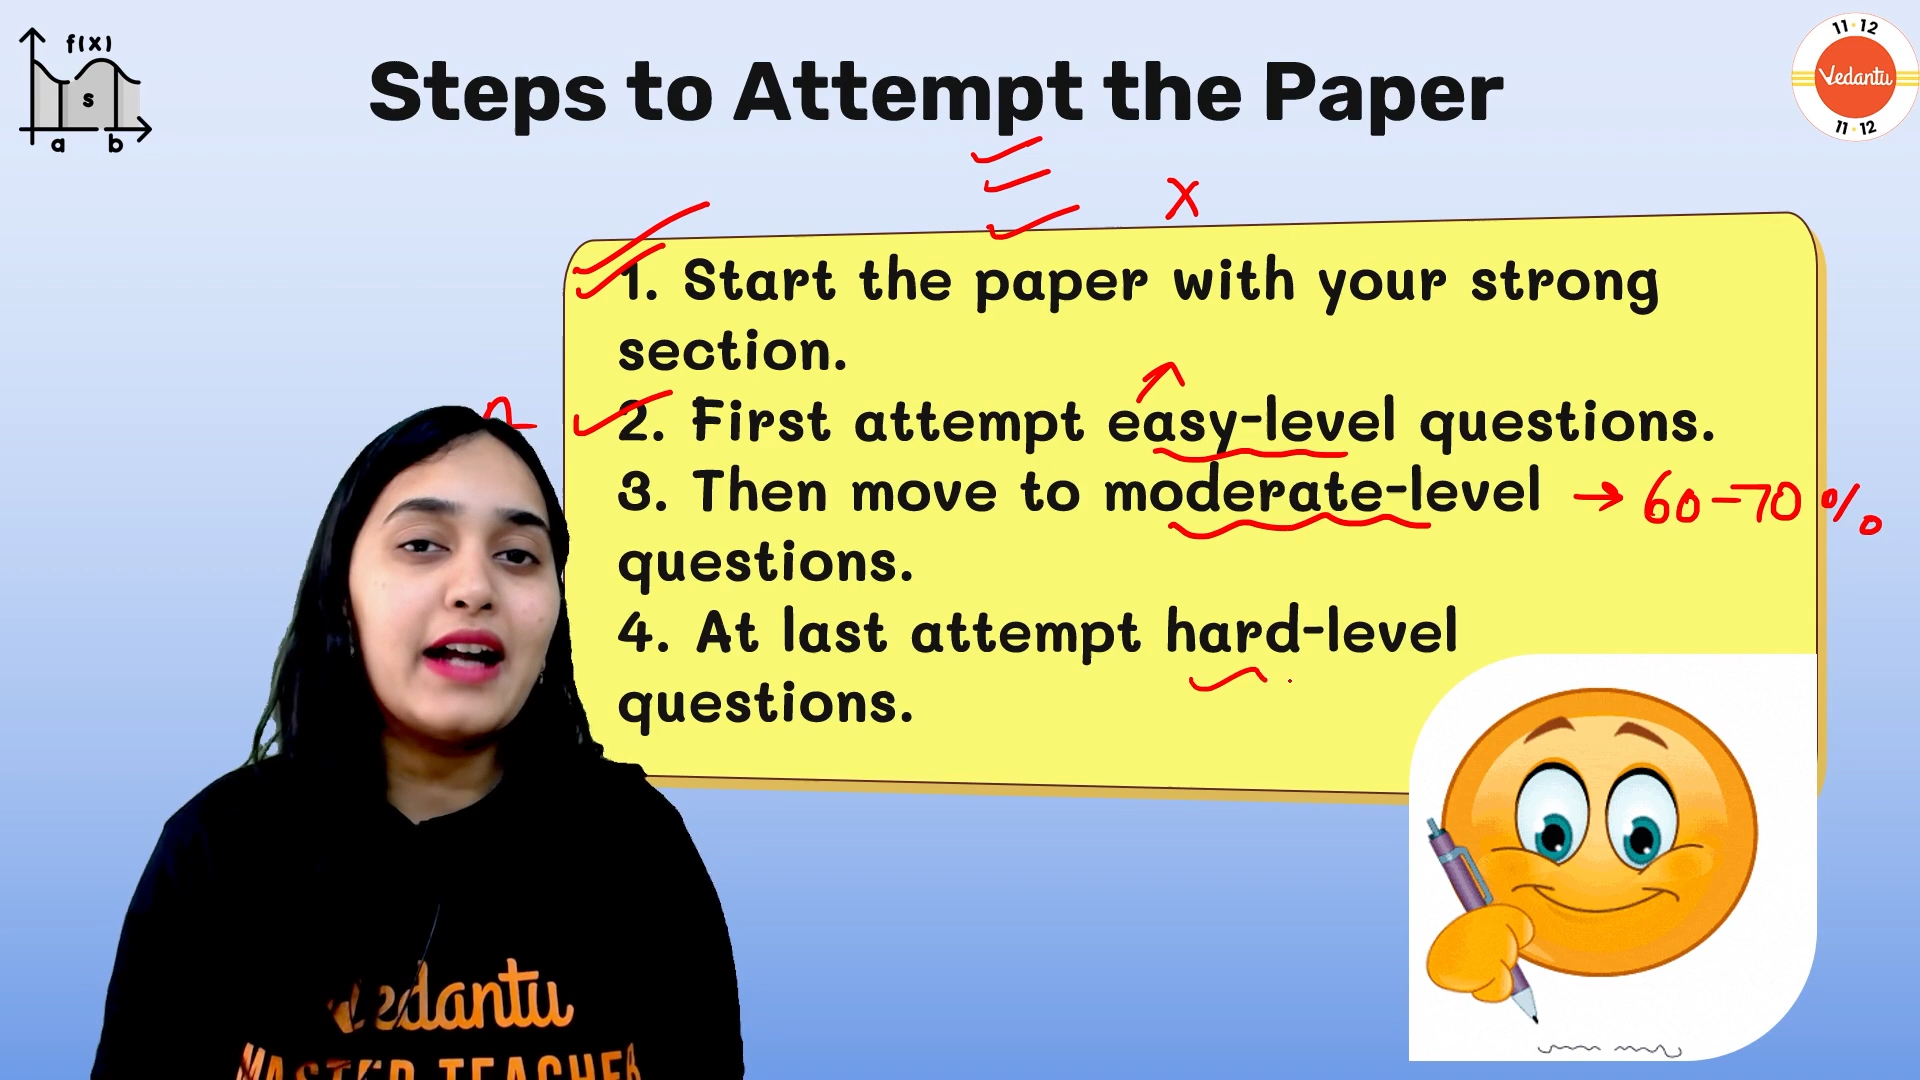 f(x)
s
a b
Steps to Attempt the Paper
11·12
Vedantu
11·12
x
1. Start the paper with your strong
section.
2. First attempt easy-level questions.
3. Then move to moderate-level → 60-70%
questions.
4. At last attempt hard-level
questions.
Vedantu
MASTER TEACHER